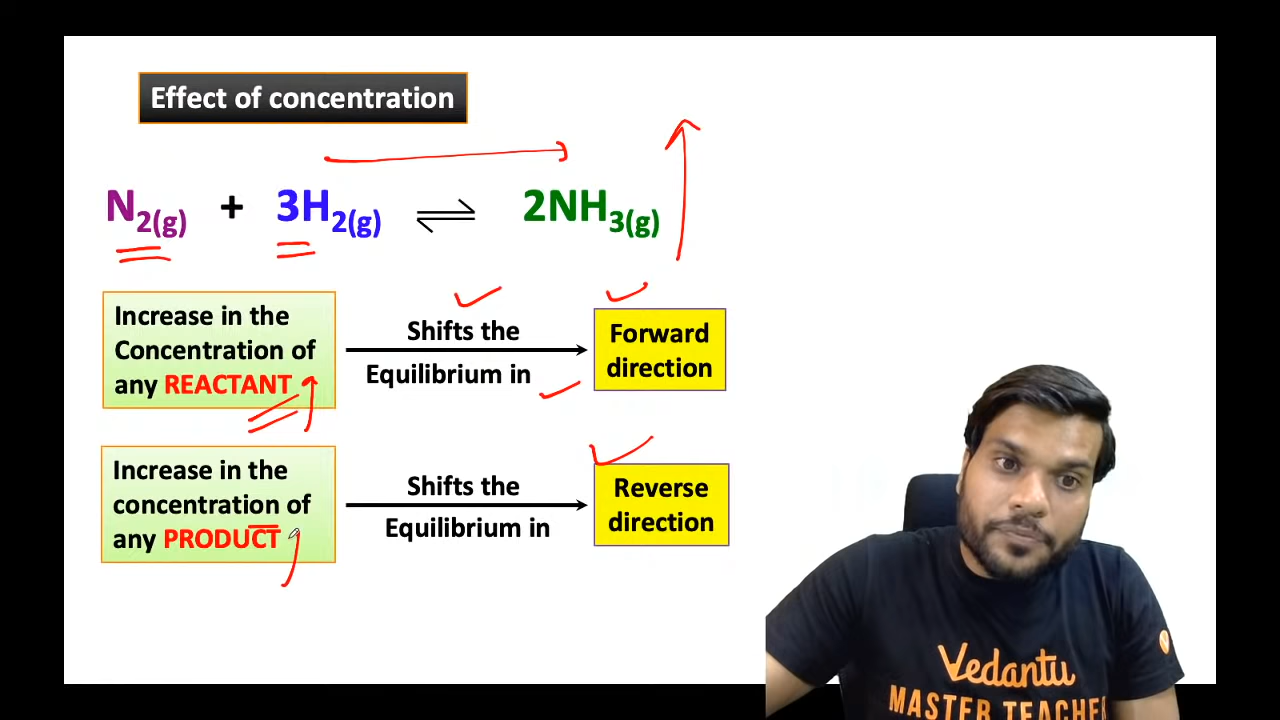 Effect of concentration
N2(g) + 3H2(g) ⇌ 2NH3(g)
Increase in the
Concentration of
any REACTANT
Shifts the
Equilibrium in
Forward
direction
Increase in the
concentration of
any PRODUCT
Shifts the
Equilibrium in
Reverse
direction
Vedantu
MASTER TEACHER